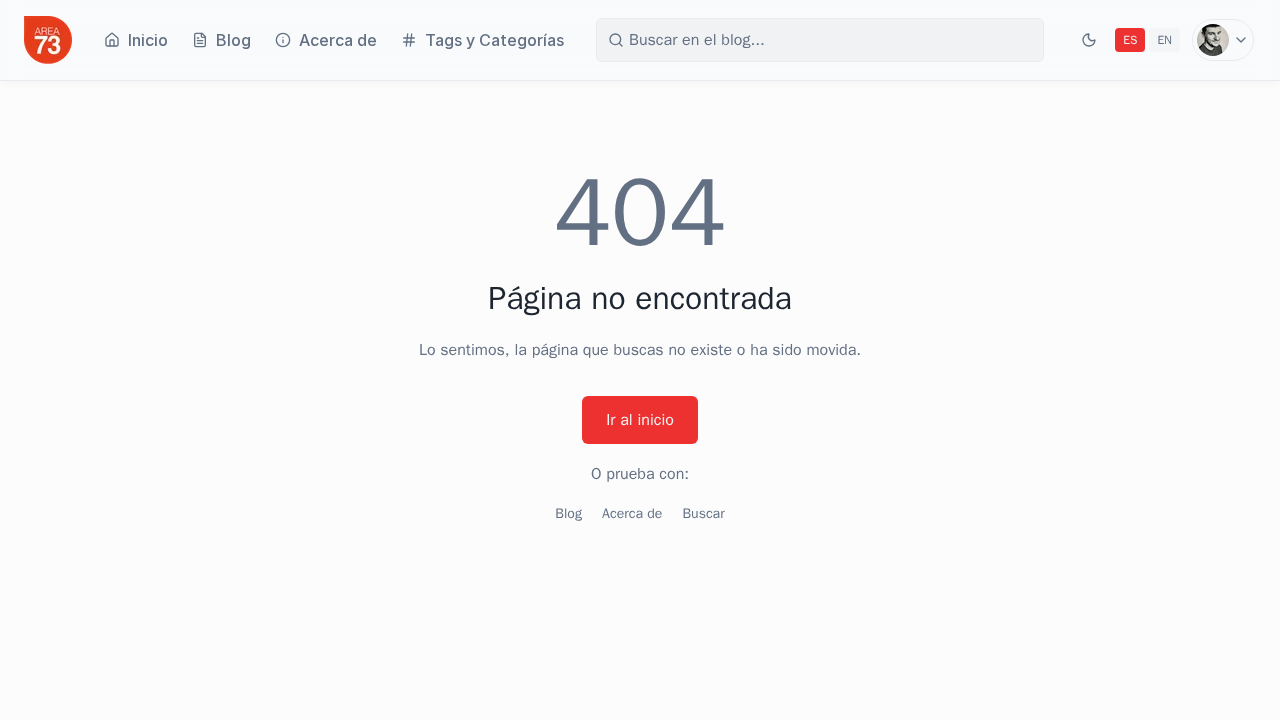 AREA
73
Inicio
Blog
Acerca de
Tags y Categorías
Buscar en el blog...
ES
EN
404
Página no encontrada
Lo sentimos, la página que buscas no existe o ha sido movida.
Ir al inicio
O prueba con:
Blog
Acerca de
Buscar